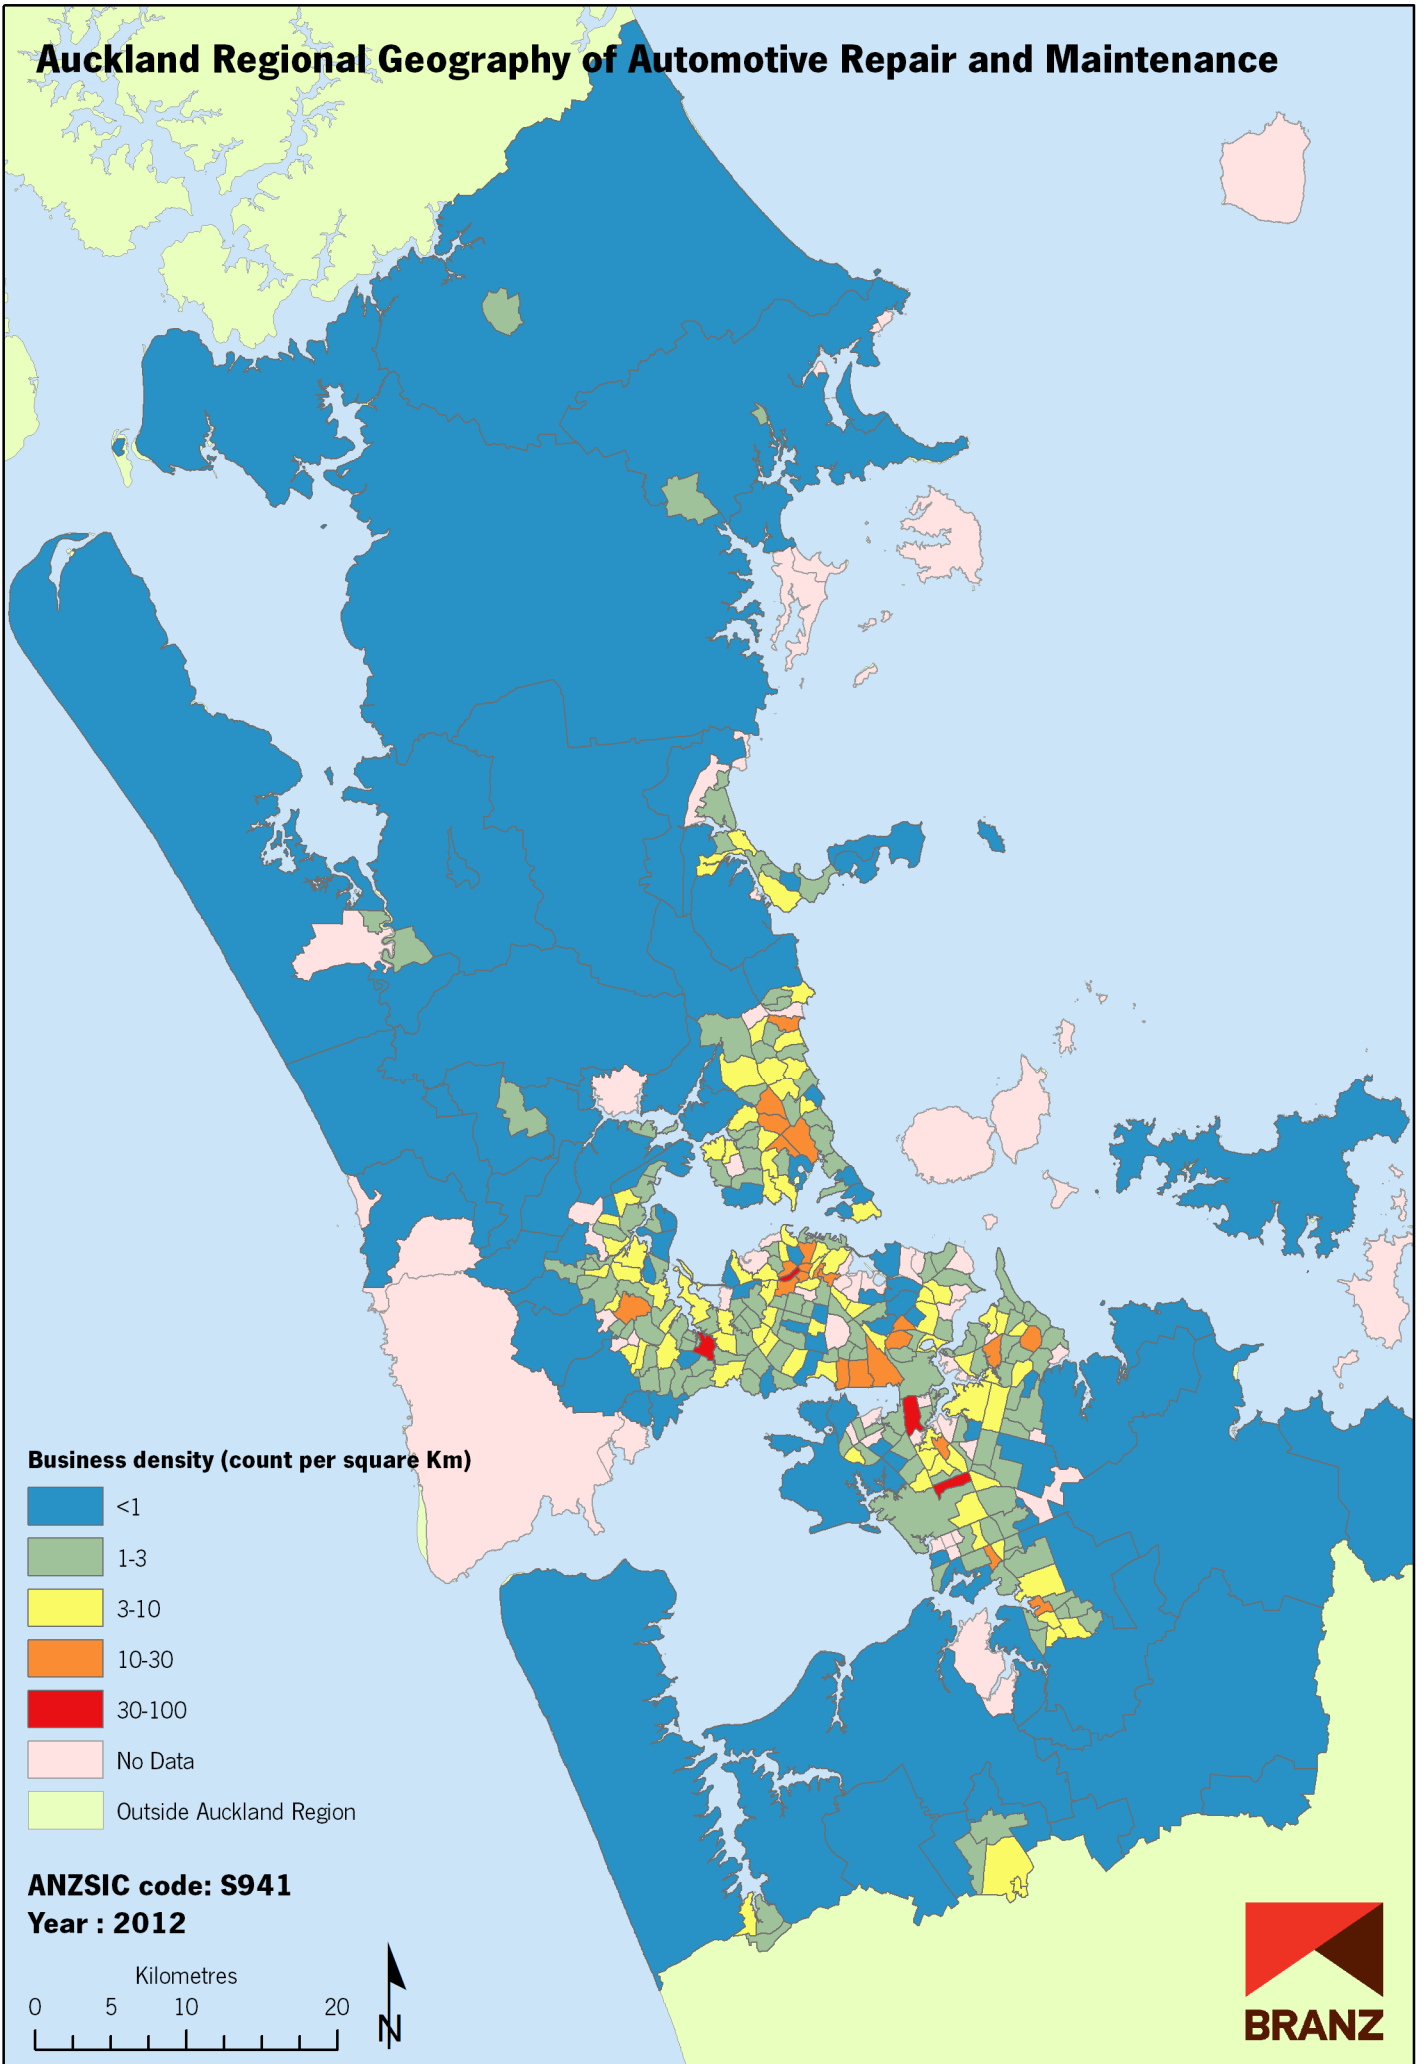 Auckland Regional Geography of Automotive Repair and Maintenance
Business density (count per square Km)
<1
1-3
3-10
10-30
30-100
No Data
Outside Auckland Region
ANZSIC code: S941
Year : 2012
Kilometres
0 5 10 20
N
BRANZ